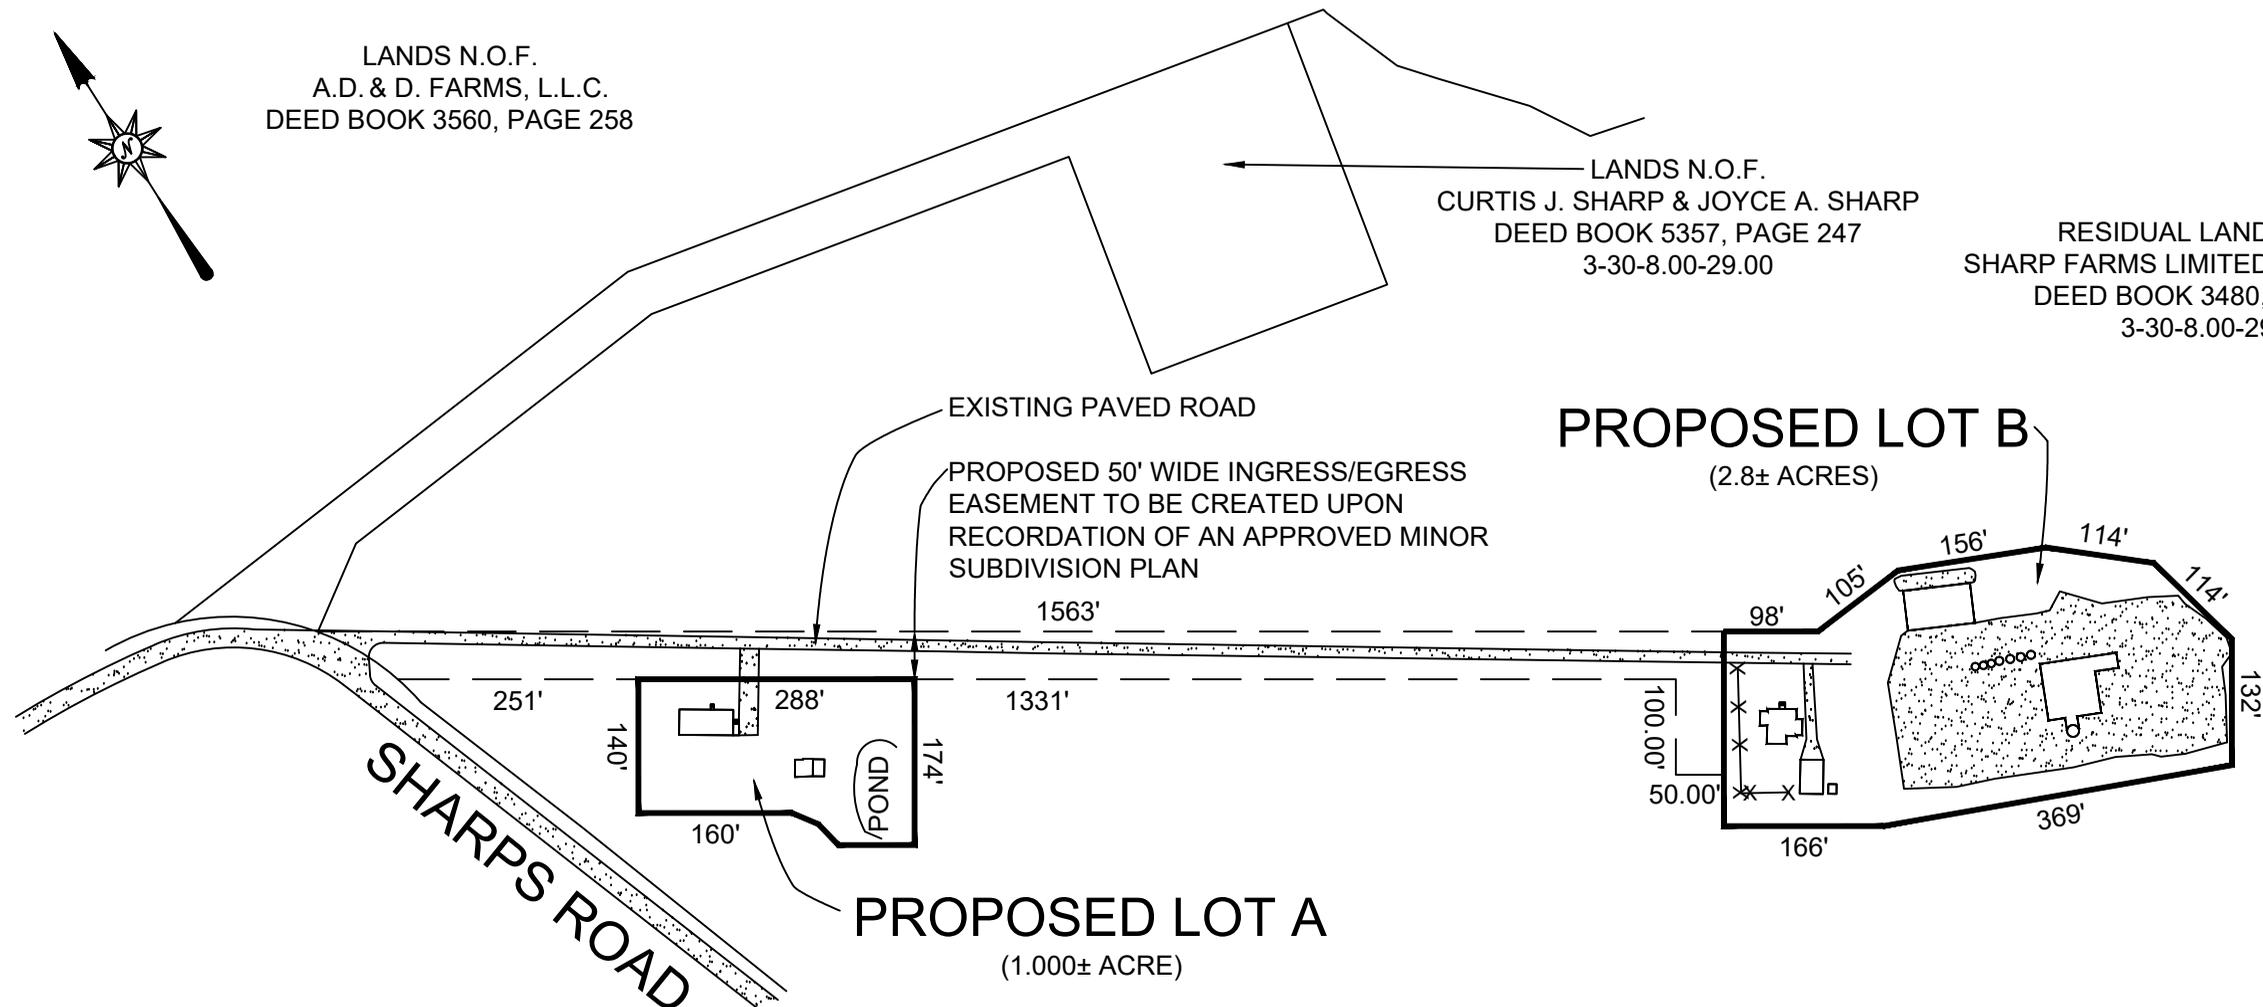 LANDS N.O.F.
A.D. & D. FARMS, L.L.C.
DEED BOOK 3560, PAGE 258
N
LANDS N.O.F.
CURTIS J. SHARP & JOYCE A. SHARP
DEED BOOK 5357, PAGE 247
3-30-8.00-29.00
RESIDUAL LAND
SHARP FARMS LIMITED
DEED BOOK 3480,
3-30-8.00-29
EXISTING PAVED ROAD
PROPOSED 50' WIDE INGRESS/EGRESS
EASEMENT TO BE CREATED UPON
RECORDATION OF AN APPROVED MINOR
SUBDIVISION PLAN
PROPOSED LOT B
(2.8± ACRES)
156'
114'
105'
114'
98'
1563'
251'
288'
1331'
100.00'
132'
140'
174'
50.00'
POND
160'
369'
166'
SHARPS ROAD
PROPOSED LOT A
(1.000± ACRE)